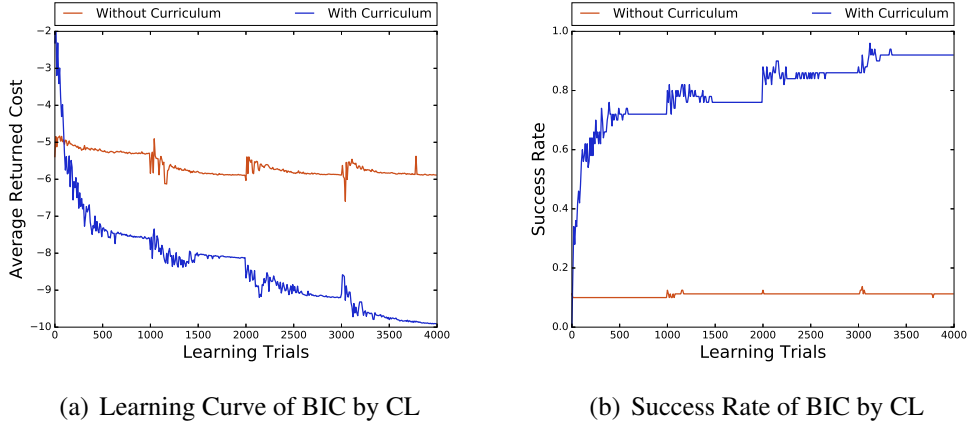 Without Curriculum With Curriculum
−2
−3
−4
−5
−6
−7
−8
−9
−10
Average Returned Cost
0 500 1000 1500 2000 2500 3000 3500 4000
Learning Trials
(a) Learning Curve of BIC by CL
Without Curriculum With Curriculum
1.0
0.8
0.6
0.4
0.2
0.0
Success Rate
0 500 1000 1500 2000 2500 3000 3500 4000
Learning Trials
(b) Success Rate of BIC by CL